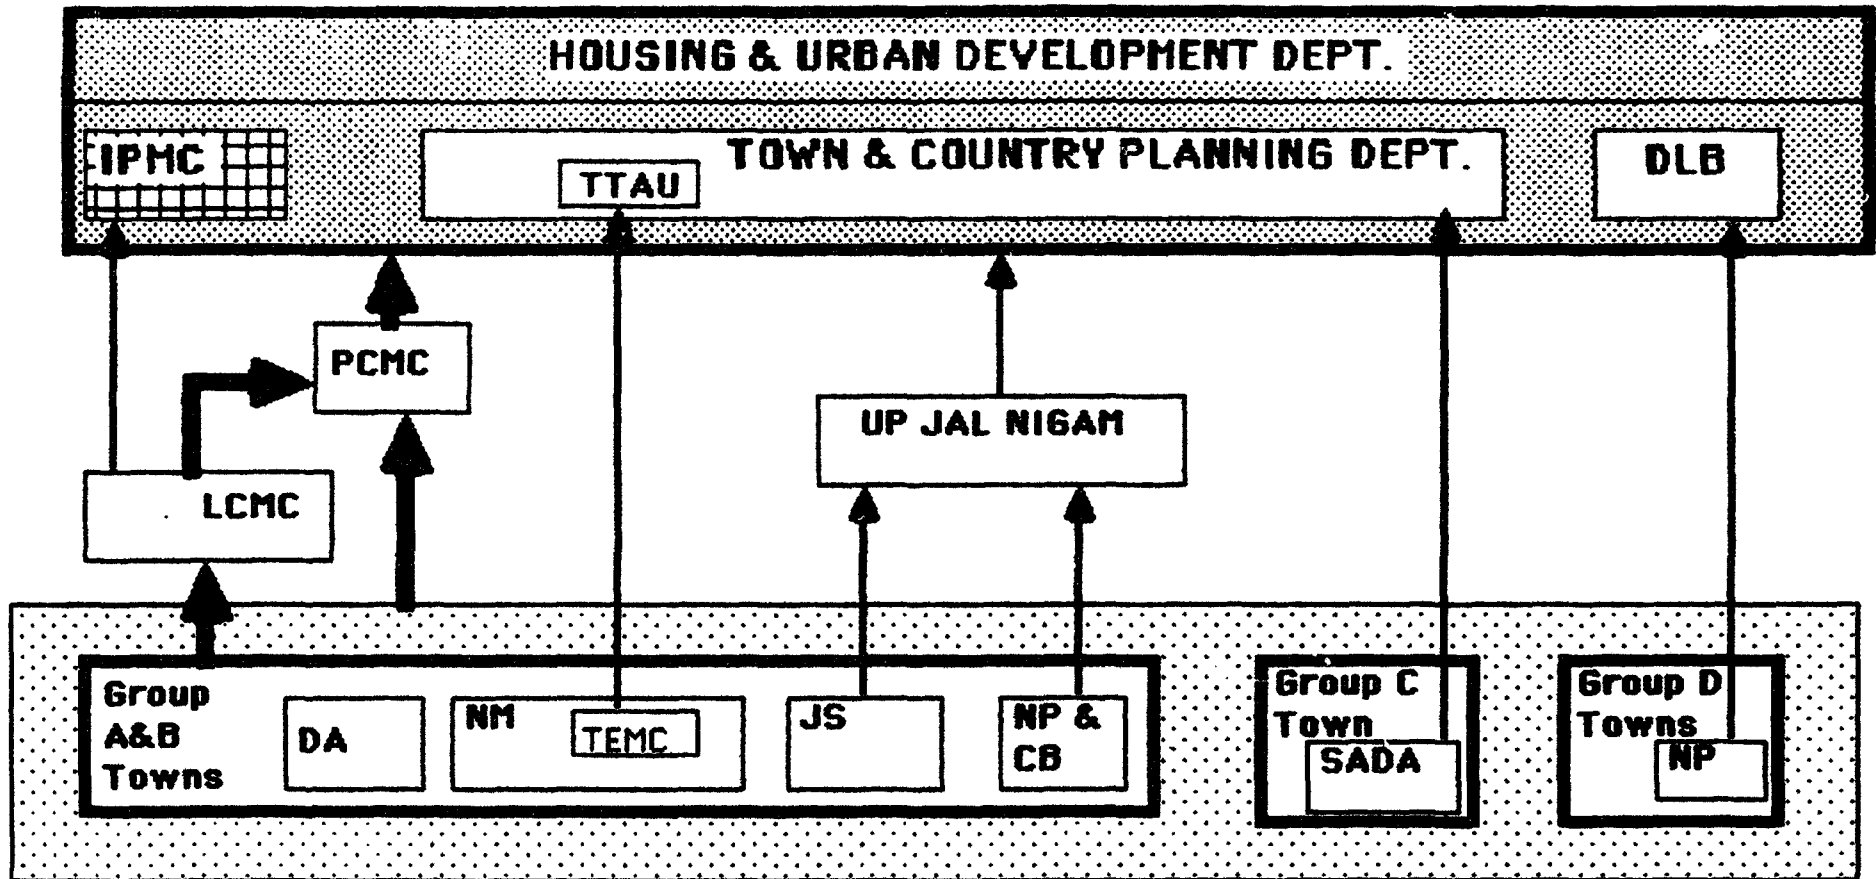 HOUSING & URBAN DEVELOPMENT DEPT.
IPMC
TOWN & COUNTRY PLANNING DEPT.
TTAU
DLB
PCMC
UP JAL NIGAM
LCMC
Group
A&B
Towns
DA
NM
TEMC
JS
NP &
CB
Group C
Town
SADA
Group D
Towns
NP